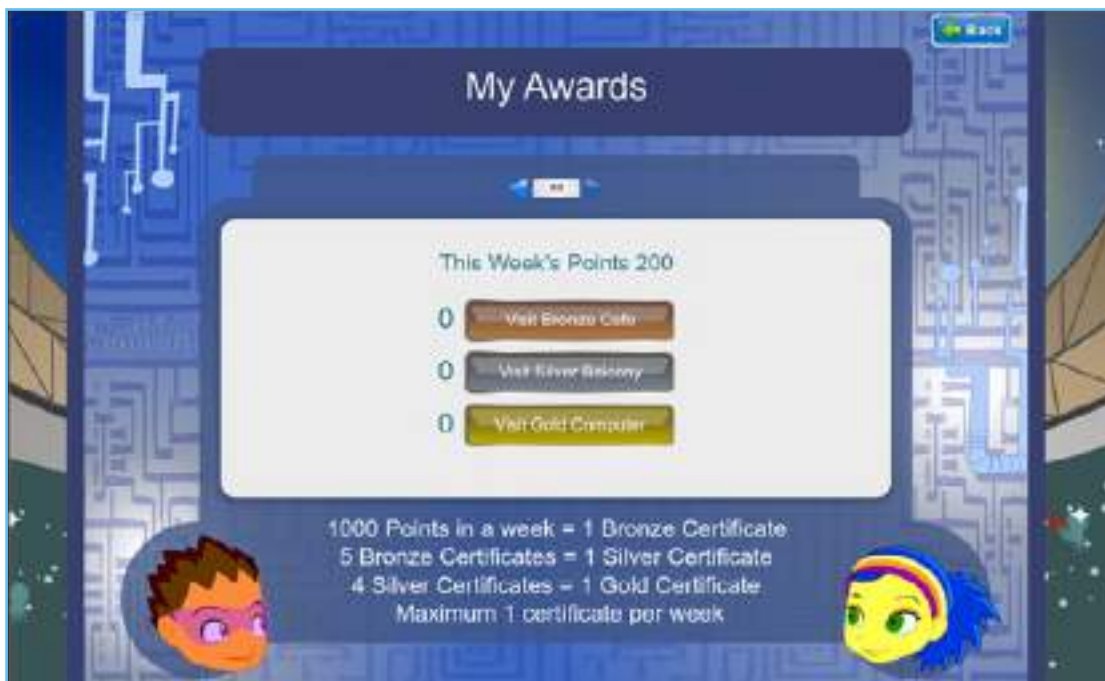 Back
My Awards
This Week's Points 200
0 Visit Bronze Cafe
0 Visit Silver Balcony
0 Visit Gold Computer
1000 Points in a week = 1 Bronze Certificate
5 Bronze Certificates = 1 Silver Certificate
4 Silver Certificates = 1 Gold Certificate
Maximum 1 certificate per week